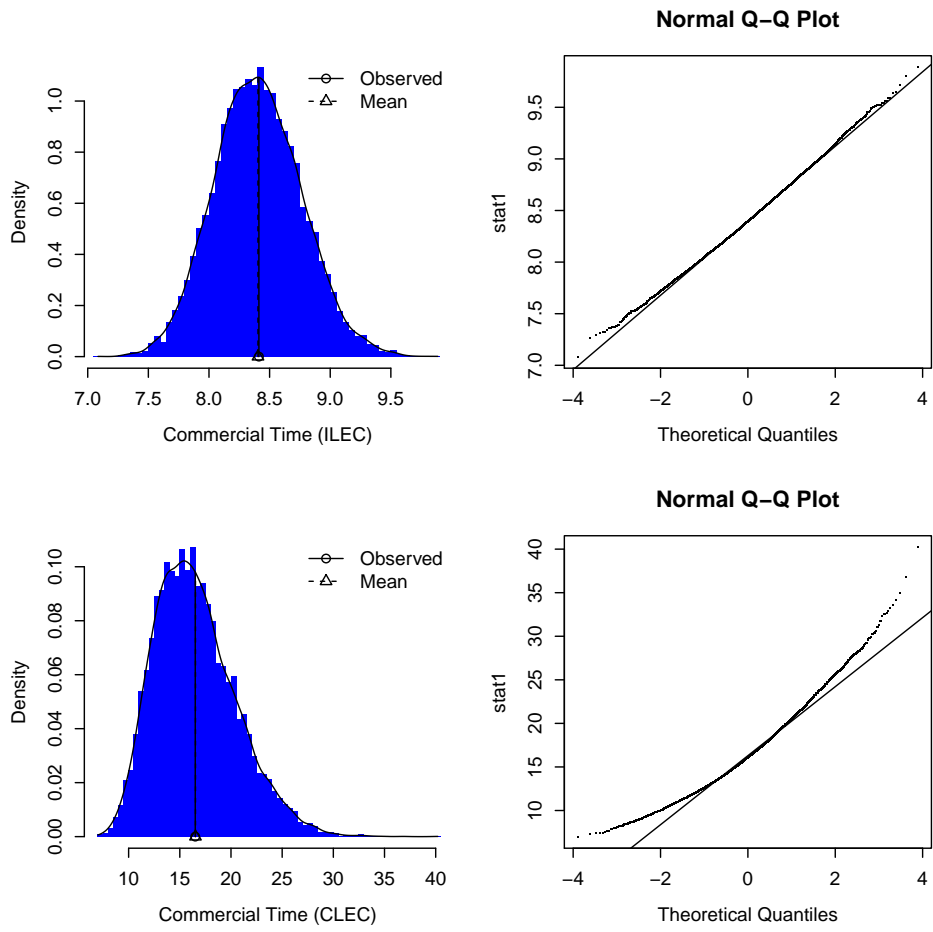 Density
0.0 0.2 0.4 0.6 0.8 1.0
7.0 7.5 8.0 8.5 9.0 9.5
Commercial Time (ILEC)
Observed
Mean
Normal Q−Q Plot
stat1
7.0 7.5 8.0 8.5 9.0 9.5
−4 −2 0 2 4
Theoretical Quantiles
Density
0.00 0.02 0.04 0.06 0.08 0.10
10 15 20 25 30 35 40
Commercial Time (CLEC)
Observed
Mean
Normal Q−Q Plot
stat1
10 15 20 25 30 35 40
−4 −2 0 2 4
Theoretical Quantiles